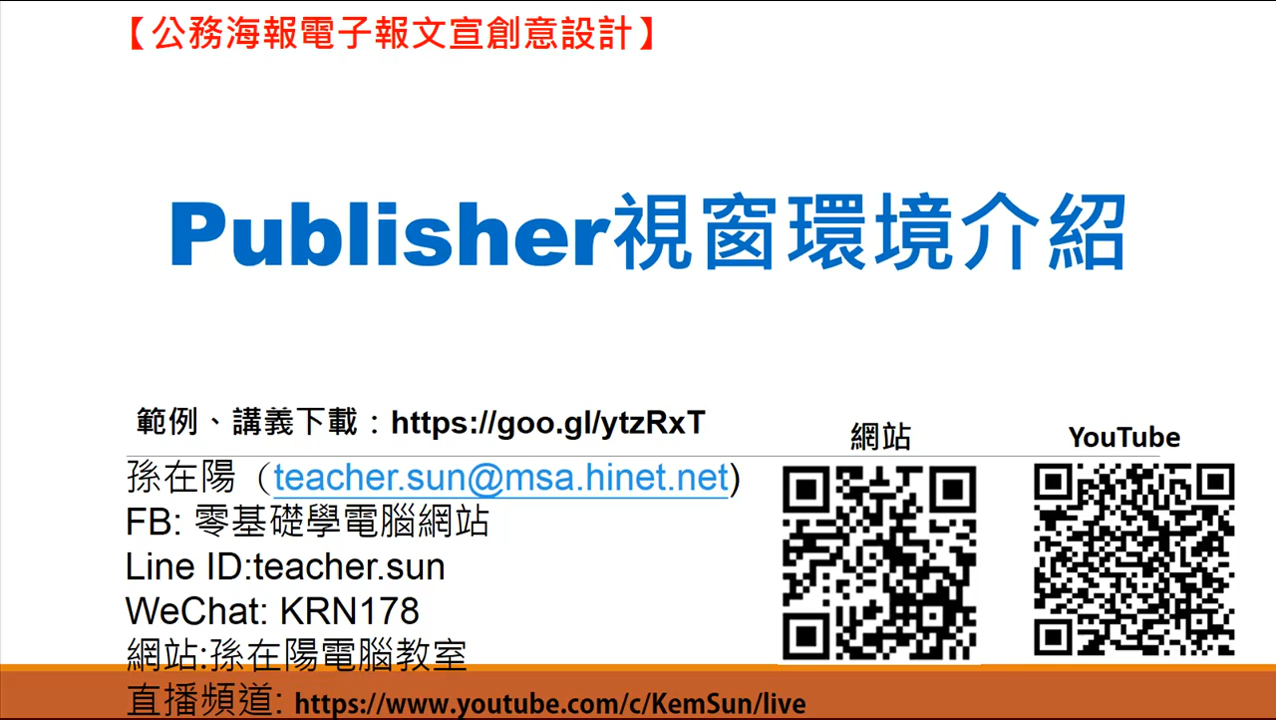 【公務海報電子報文宣創意設計】
Publisher視窗環境介紹
範例、講義下載：https://goo.gl/ytzRxT
網站
YouTube
孫在陽（teacher.sun@msa.hinet.net)
FB: 零基礎學電腦網站
Line ID:teacher.sun
WeChat: KRN178
網站:孫在陽電腦教室
直播頻道: https://www.youtube.com/c/KemSun/live